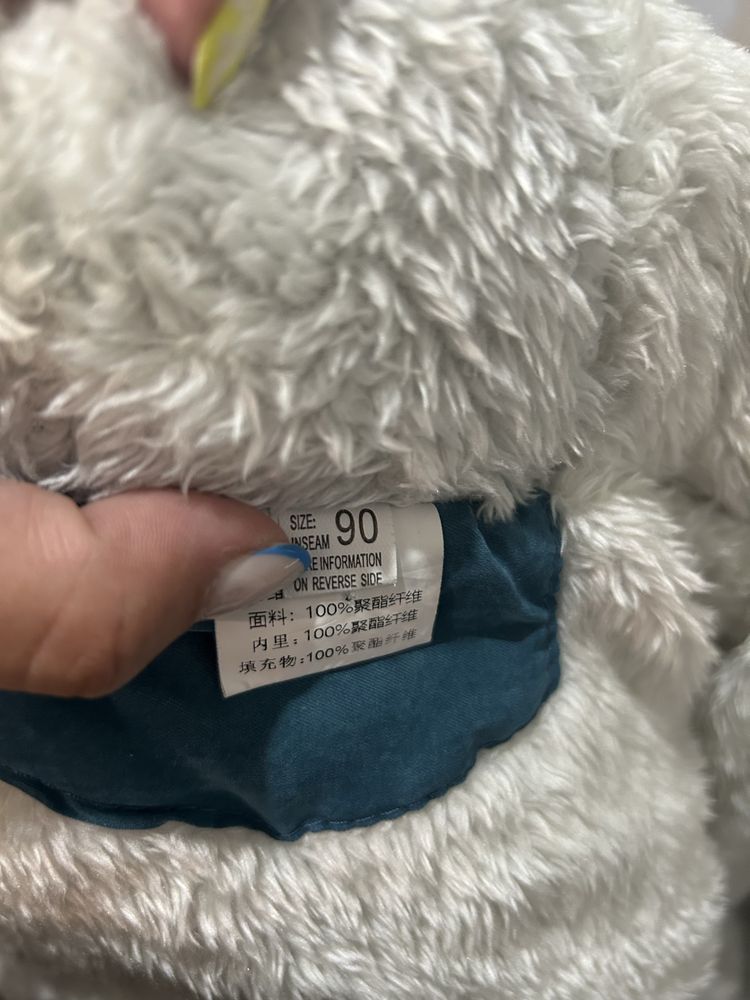 SIZE: 90
INSEAM
RE INFORMATION
ON REVERSE SIDE
面料: 100%聚酯纤维
内里: 100%聚酯纤维
填充物:100%聚酯纤维